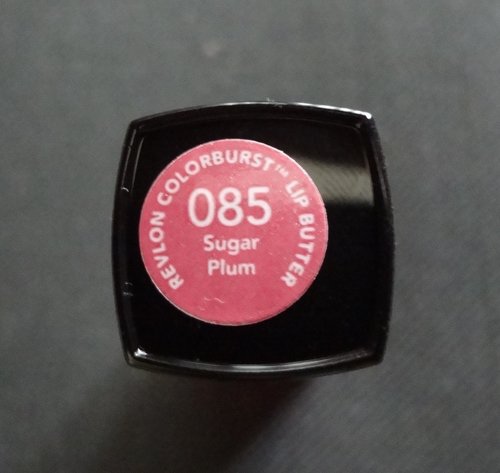 REVLON COLORBURST™ LIP BUTTER
085
Sugar
Plum